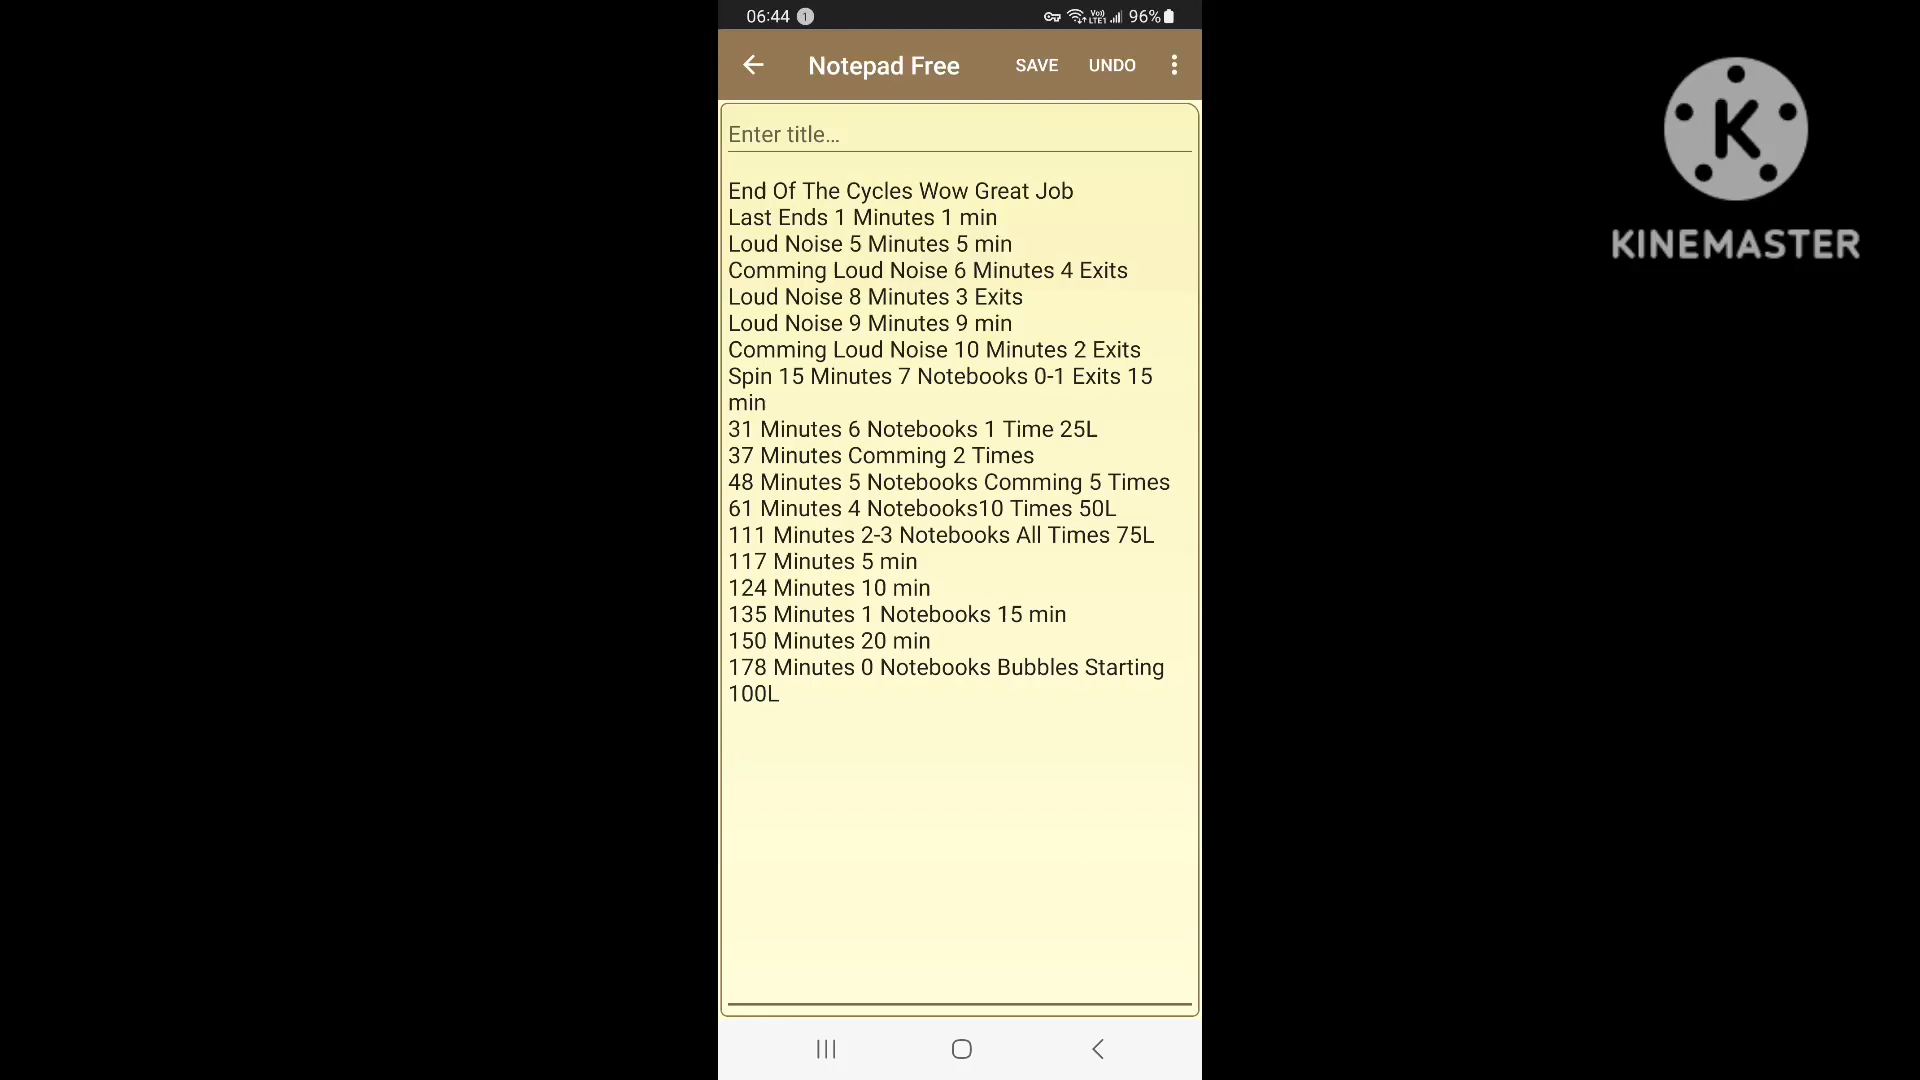 06:44 1 Vo)) LTE1 96%
Notepad Free SAVE UNDO
Enter title...
End Of The Cycles Wow Great Job
Last Ends 1 Minutes 1 min
Loud Noise 5 Minutes 5 min
Comming Loud Noise 6 Minutes 4 Exits
Loud Noise 8 Minutes 3 Exits
Loud Noise 9 Minutes 9 min
Comming Loud Noise 10 Minutes 2 Exits
Spin 15 Minutes 7 Notebooks 0-1 Exits 15
min
31 Minutes 6 Notebooks 1 Time 25L
37 Minutes Comming 2 Times
48 Minutes 5 Notebooks Comming 5 Times
61 Minutes 4 Notebooks10 Times 50L
111 Minutes 2-3 Notebooks All Times 75L
117 Minutes 5 min
124 Minutes 10 min
135 Minutes 1 Notebooks 15 min
150 Minutes 20 min
178 Minutes 0 Notebooks Bubbles Starting
100L
K
KINEMASTER